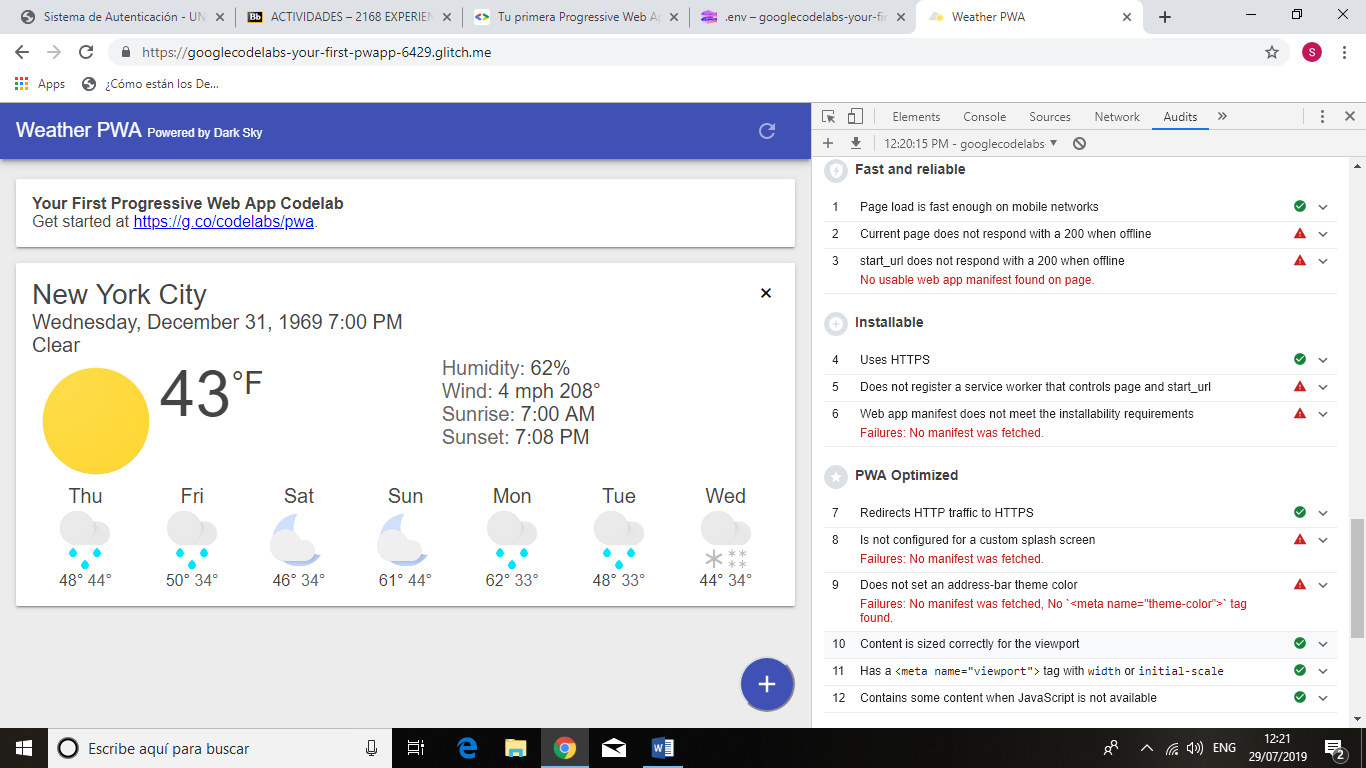 Sistema de Autenticación - UN
ACTIVIDADES – 2168 EXPERIEN
Tu primera Progressive Web Ap
.env – googlecodelabs-your-fir
Weather PWA
https://googlecodelabs-your-first-pwapp-6429.glitch.me
S
Apps
¿Cómo están los De...
Weather PWA Powered by Dark Sky
Your First Progressive Web App Codelab
Get started at https://g.co/codelabs/pwa.
New York City
Wednesday, December 31, 1969 7:00 PM
Clear
43°F
Humidity: 62%
Wind: 4 mph 208°
Sunrise: 7:00 AM
Sunset: 7:08 PM
Thu Fri Sat Sun Mon Tue Wed
48° 44° 50° 34° 46° 34° 61° 44° 62° 33° 48° 33° 44° 34°
Elements Console Sources Network Audits
12:20:15 PM - googlecodelabs
Fast and reliable
1 Page load is fast enough on mobile networks
2 Current page does not respond with a 200 when offline
3 start_url does not respond with a 200 when offline
No usable web app manifest found on page.
Installable
4 Uses HTTPS
5 Does not register a service worker that controls page and start_url
6 Web app manifest does not meet the installability requirements
Failures: No manifest was fetched.
PWA Optimized
7 Redirects HTTP traffic to HTTPS
8 Is not configured for a custom splash screen
Failures: No manifest was fetched.
9 Does not set an address-bar theme color
Failures: No manifest was fetched, No `<meta name="theme-color">` tag
found.
10 Content is sized correctly for the viewport
11 Has a <meta name="viewport"> tag with width or initial-scale
12 Contains some content when JavaScript is not available
Escribe aquí para buscar
ENG
12:21
29/07/2019
2